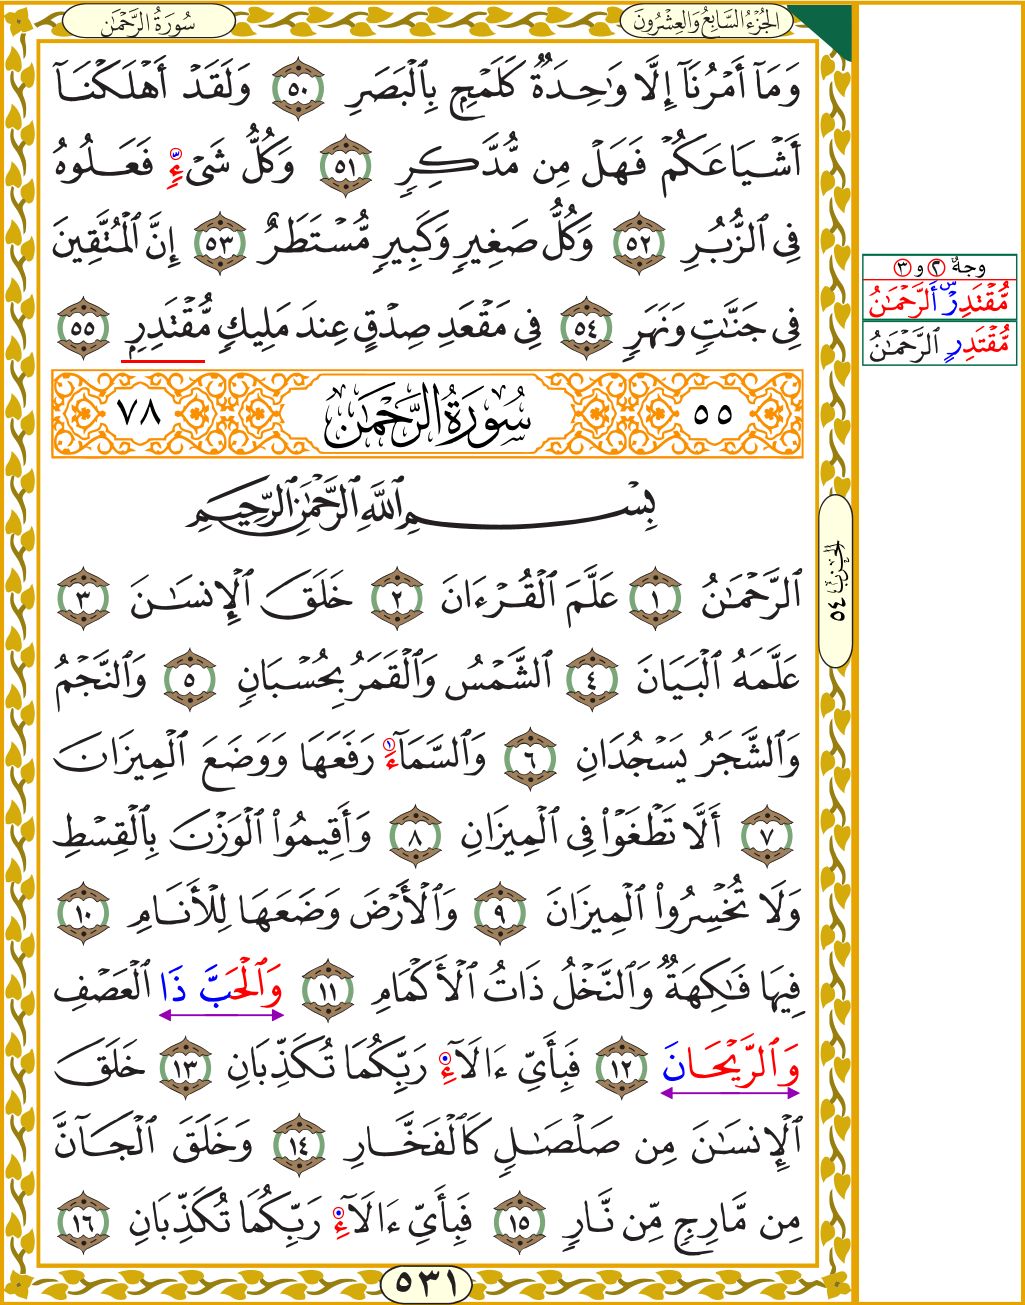 سُورَةُ الرَّحْمَٰن
الجُزْءُ السَّابِعُ وَالعِشْرُونَ
وَمَآ أَمْرُنَآ إِلَّا وَٰحِدَةٌ كَلَمْحٍۭ بِٱلْبَصَرِ ٥٠ وَلَقَدْ أَهْلَكْنَآ
أَشْيَاعَكُمْ فَهَلْ مِن مُّدَّكِرٍ ٥١ وَكُلُّ شَىْءٍ فَعَلُوهُ
فِى ٱلزُّبُرِ ٥٢ وَكُلُّ صَغِيرٍ وَكَبِيرٍ مُّسْتَطَرٌ ٥٣ إِنَّ ٱلْمُتَّقِينَ
فِى جَنَّٰتٍ وَنَهَرٍ ٥٤ فِى مَقْعَدِ صِدْقٍ عِندَ مَلِيكٍ مُّقْتَدِرٍۭ ٥٥
٥٥ سُورَةُ الرَّحْمَٰن ٧٨
بِسْمِ ٱللَّهِ ٱلرَّحْمَٰنِ ٱلرَّحِيمِ
ٱلرَّحْمَٰنُ ١ عَلَّمَ ٱلْقُرْءَانَ ٢ خَلَقَ ٱلْإِنسَٰنَ ٣
عَلَّمَهُ ٱلْبَيَانَ ٤ ٱلشَّمْسُ وَٱلْقَمَرُ بِحُسْبَانٍ ٥ وَٱلنَّجْمُ
وَٱلشَّجَرُ يَسْجُدَانِ ٦ وَٱلسَّمَآءَ رَفَعَهَا وَوَضَعَ ٱلْمِيزَانَ
٧ أَلَّا تَطْغَوْا۟ فِى ٱلْمِيزَانِ ٨ وَأَقِيمُوا۟ ٱلْوَزْنَ بِٱلْقِسْطِ
وَلَا تُخْسِرُوا۟ ٱلْمِيزَانَ ٩ وَٱلْأَرْضَ وَضَعَهَا لِلْأَنَامِ ١٠
فِيهَا فَٰكِهَةٌ وَٱلنَّخْلُ ذَاتُ ٱلْأَكْمَامِ ١١ وَٱلْحَبَّ ذَا ٱلْعَصْفِ
وَٱلرَّيْحَانَ ١٢ فَبِأَىِّ ءَالَآءِ رَبِّكُمَا تُكَذِّبَانِ ١٣ خَلَقَ
ٱلْإِنسَٰنَ مِن صَلْصَٰلٍ كَٱلْفَخَّارِ ١٤ وَخَلَقَ ٱلْجَآنَّ
مِن مَّارِجٍ مِّن نَّارٍ ١٥ فَبِأَىِّ ءَالَآءِ رَبِّكُمَا تُكَذِّبَانِ ١٦
٥٣١
الحزب ٥٤
وجهُ ٢ و ٣
مُّقْتَدِرٍ اَ۬لرَّحْمَٰنُ
مُّقْتَدِرٍ ٱلرَّحْمَٰنُ